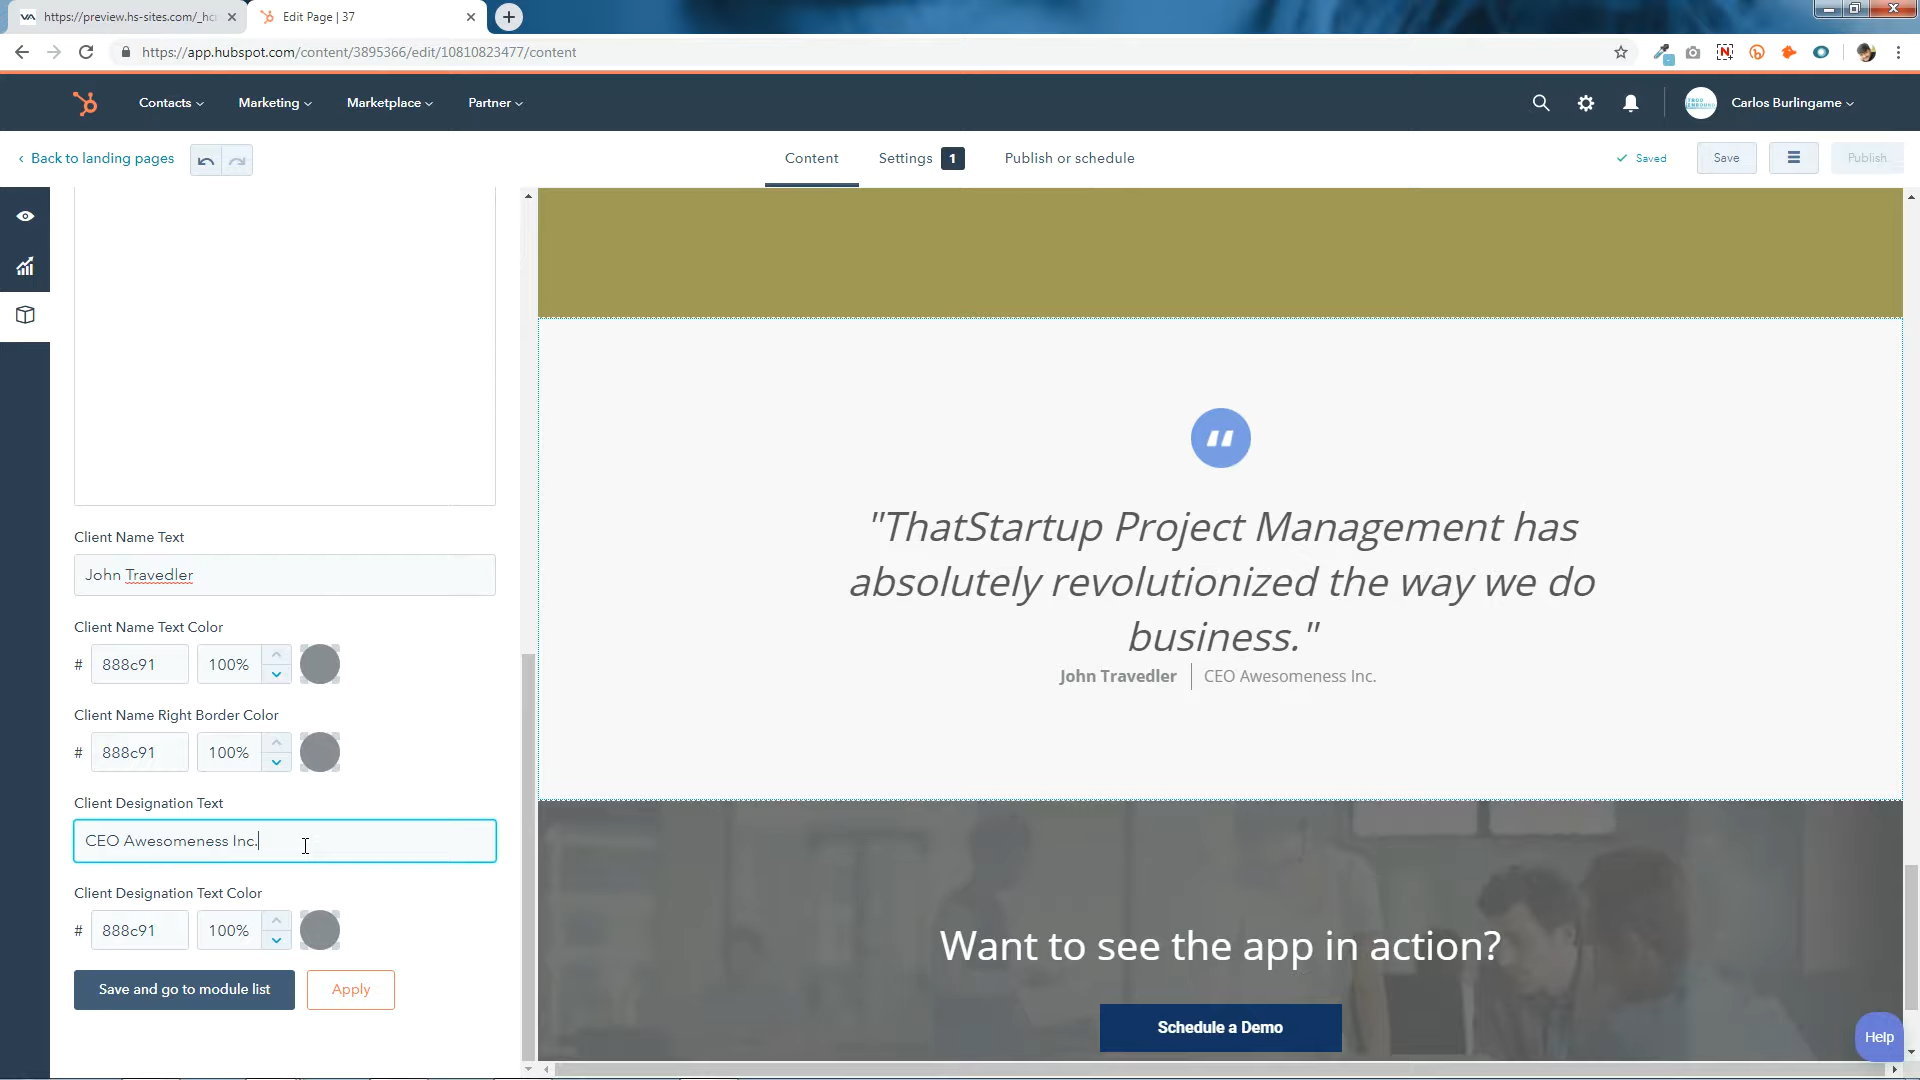 https://preview.hs-sites.com/_hc
Edit Page | 37
https://app.hubspot.com/content/3895366/edit/10810823477/content
Contacts
Marketing
Marketplace
Partner
Carlos Burlingame
Back to landing pages
Content
Settings 1
Publish or schedule
Saved
Save
Publish
Client Name Text
John Travedler
Client Name Text Color
# 888c91 100%
Client Name Right Border Color
# 888c91 100%
Client Designation Text
CEO Awesomeness Inc.
Client Designation Text Color
# 888c91 100%
Save and go to module list
Apply
"ThatStartup Project Management has
absolutely revolutionized the way we do
business."
John Travedler | CEO Awesomeness Inc.
Want to see the app in action?
Schedule a Demo
Help